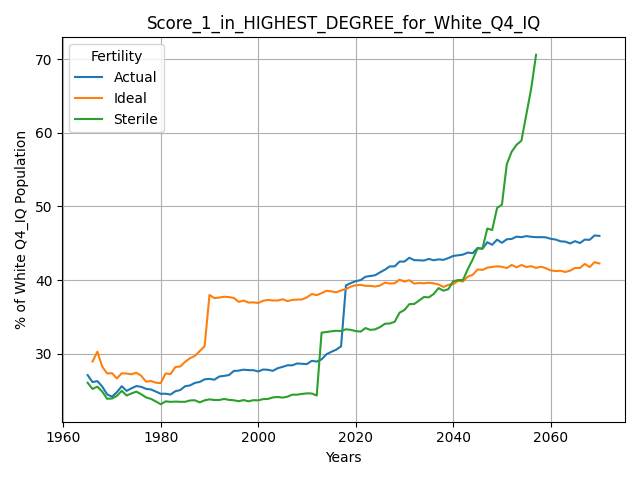 Score_1_in_HIGHEST_DEGREE_for_White_Q4_IQ
Fertility
Actual
Ideal
Sterile
% of White Q4_IQ Population
70
60
50
40
30
1960
1980
2000
2020
2040
2060
Years